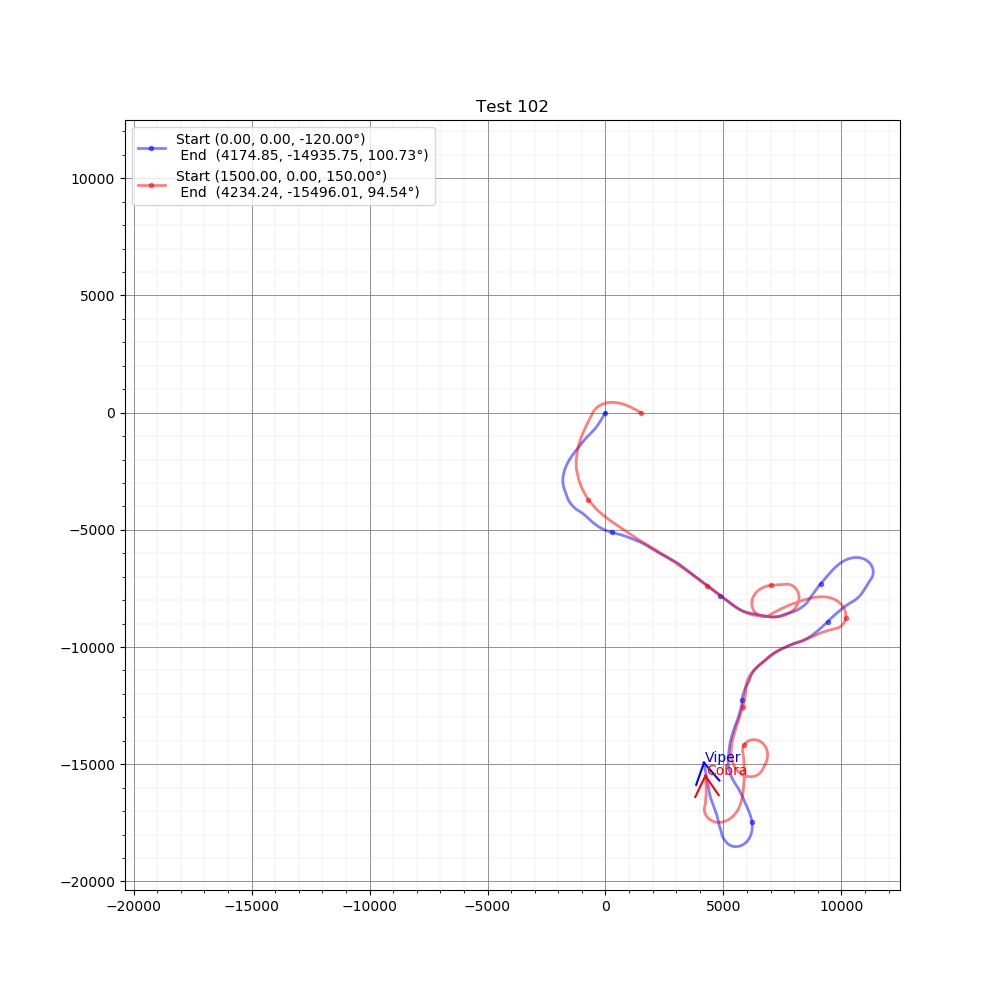 Test 102
Start (0.00, 0.00, -120.00°)
End (4174.85, -14935.75, 100.73°)
Start (1500.00, 0.00, 150.00°)
End (4234.24, -15496.01, 94.54°)
10000
5000
0
−5000
−10000
−15000
−20000
Viper
Cobra
−20000 −15000 −10000 −5000 0 5000 10000